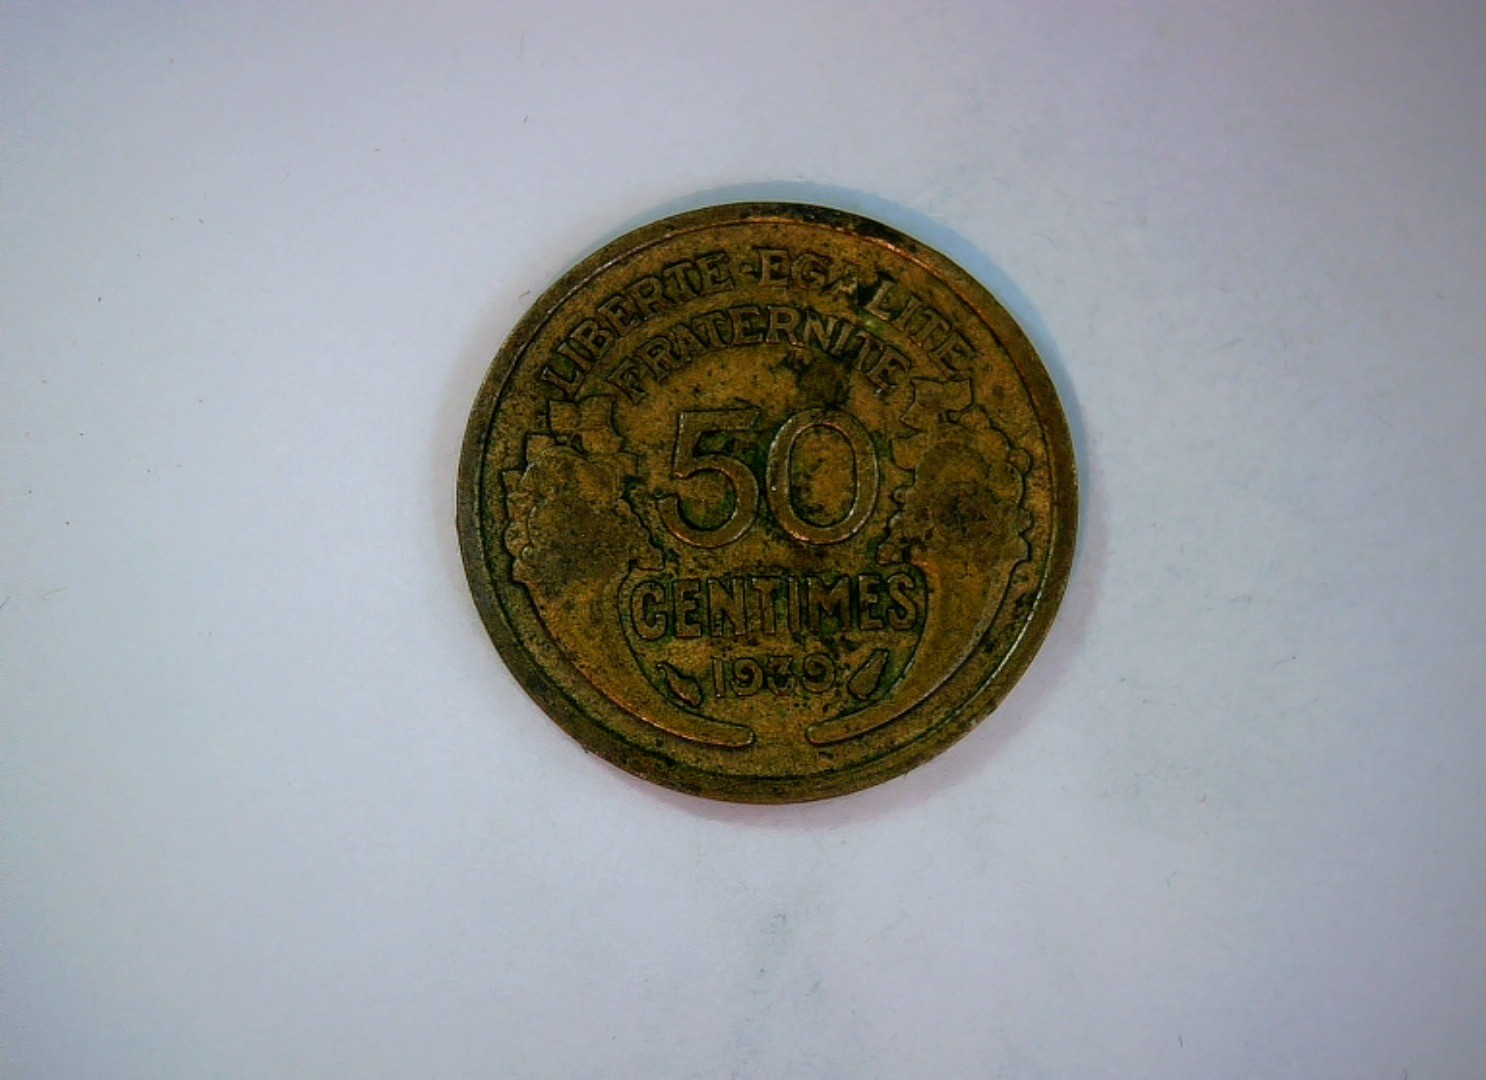 LIBERTE·EGALITE
FRATERNITE
50
CENTIMES
1939